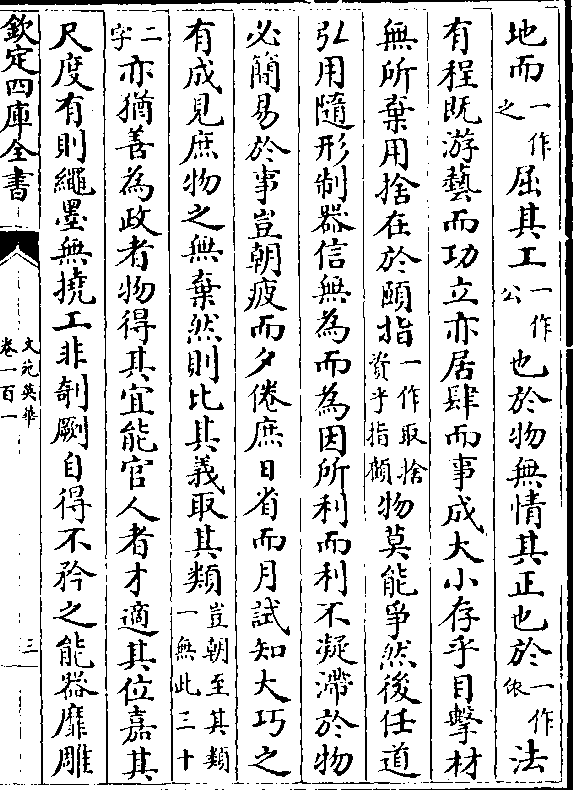 地而一作之屈其工一作公也於物無情其正也於一作依法
有程既游藝而功立亦居肆而事成大小存乎目擊材
無所棄用捨在於頤指一作取捨資乎指顧物莫能爭然後任道
弘用隨形制器信無為而為因所利而利不凝滯於物
必簡易於事豈朝疲而夕倦庶日省而月試知大巧之
有成見庶物之無棄然則比其義取其類豈朝至其類一無此三十
二字亦猶善為政者物得其宜能官人者才適其位嘉其
尺度有則繩墨無撓工非剞劂自得不矜之能器靡雕
欽定四庫全書
文苑英華
卷一百一
三